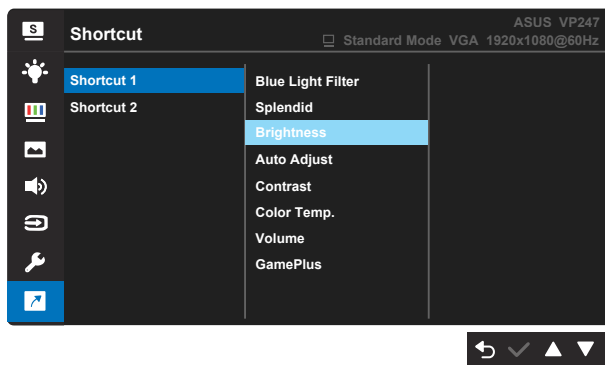 S
Shortcut
ASUS VP247
Standard Mode VGA 1920x1080@60Hz
Shortcut 1
Shortcut 2
Blue Light Filter
Splendid
Brightness
Auto Adjust
Contrast
Color Temp.
Volume
GamePlus